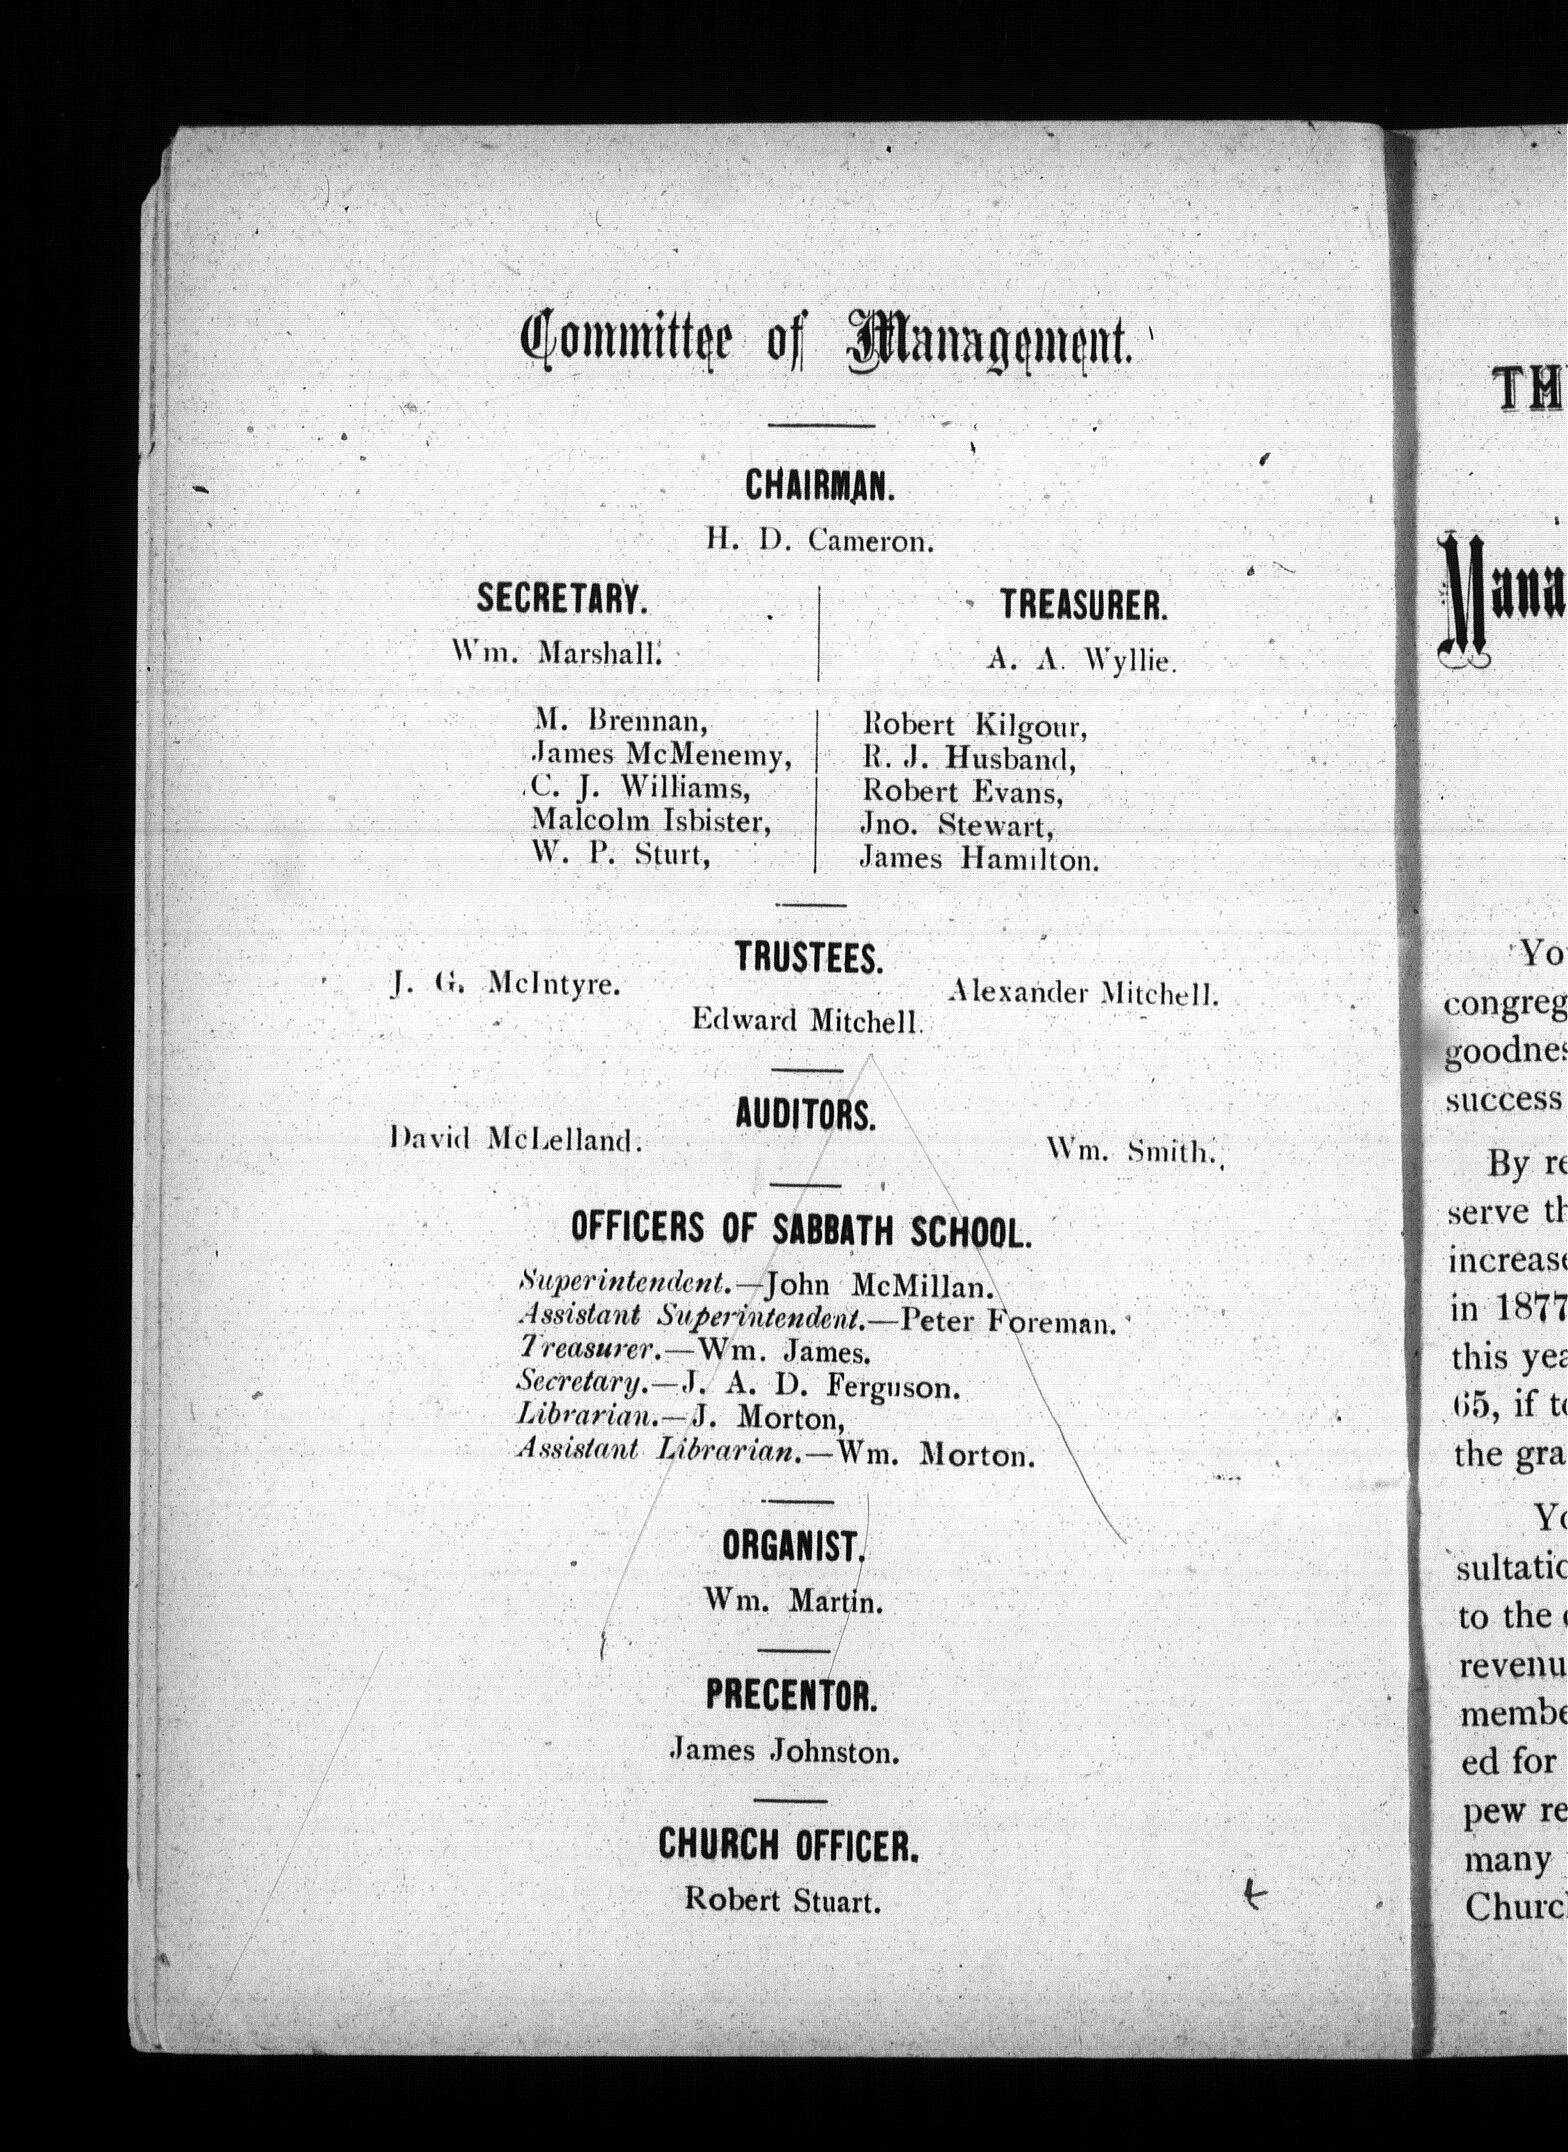 Committee of Management.
CHAIRMAN.
H. D. Cameron.
SECRETARY.
Wm. Marshall.
TREASURER.
A. A. Wyllie.
M. Brennan,
James McMenemy,
C. J. Williams,
Malcolm Isbister,
W. P. Sturt,
Robert Kilgour,
R. J. Husband,
Robert Evans,
Jno. Stewart,
James Hamilton.
TRUSTEES.
J. G. McIntyre.
Alexander Mitchell.
Edward Mitchell.
AUDITORS.
David McLelland.
Wm. Smith.
OFFICERS OF SABBATH SCHOOL.
Superintendent.—John McMillan.
Assistant Superintendent.—Peter Foreman.
Treasurer.—Wm. James.
Secretary.—J. A. D. Ferguson.
Librarian.—J. Morton,
Assistant Librarian.—Wm. Morton.
ORGANIST.
Wm. Martin.
PRECENTOR.
James Johnston.
CHURCH OFFICER.
Robert Stuart.
TH
Mana
Yo
congreg
goodnes
success
By re
serve th
increase
in 1877
this yea
65, if to
the gra
Yo
sultatio
to the
revenu
membe
ed for
pew re
many
Churc